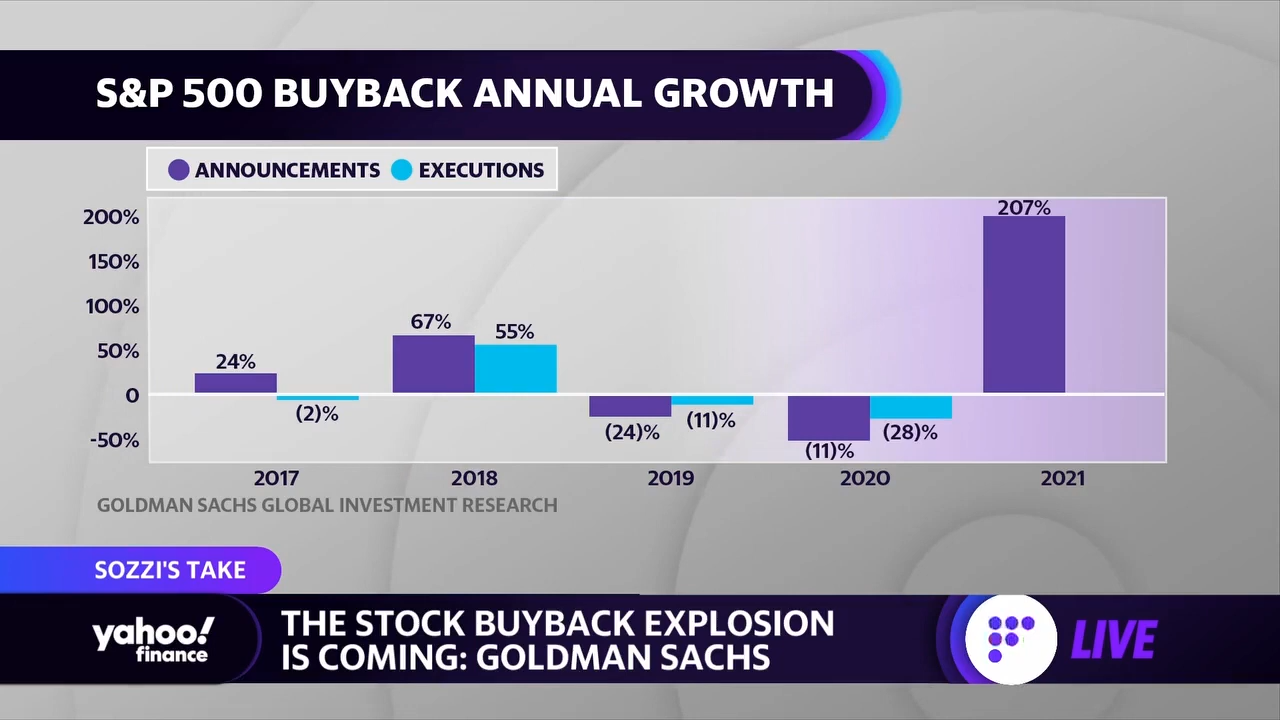 S&P 500 BUYBACK ANNUAL GROWTH
ANNOUNCEMENTS EXECUTIONS
200%
150%
100%
50%
0
-50%
24%
(2)%
67%
55%
(24)%
(11)%
(11)%
(28)%
207%
2017 2018 2019 2020 2021
GOLDMAN SACHS GLOBAL INVESTMENT RESEARCH
SOZZI'S TAKE
yahoo!
finance
THE STOCK BUYBACK EXPLOSION
IS COMING: GOLDMAN SACHS
LIVE